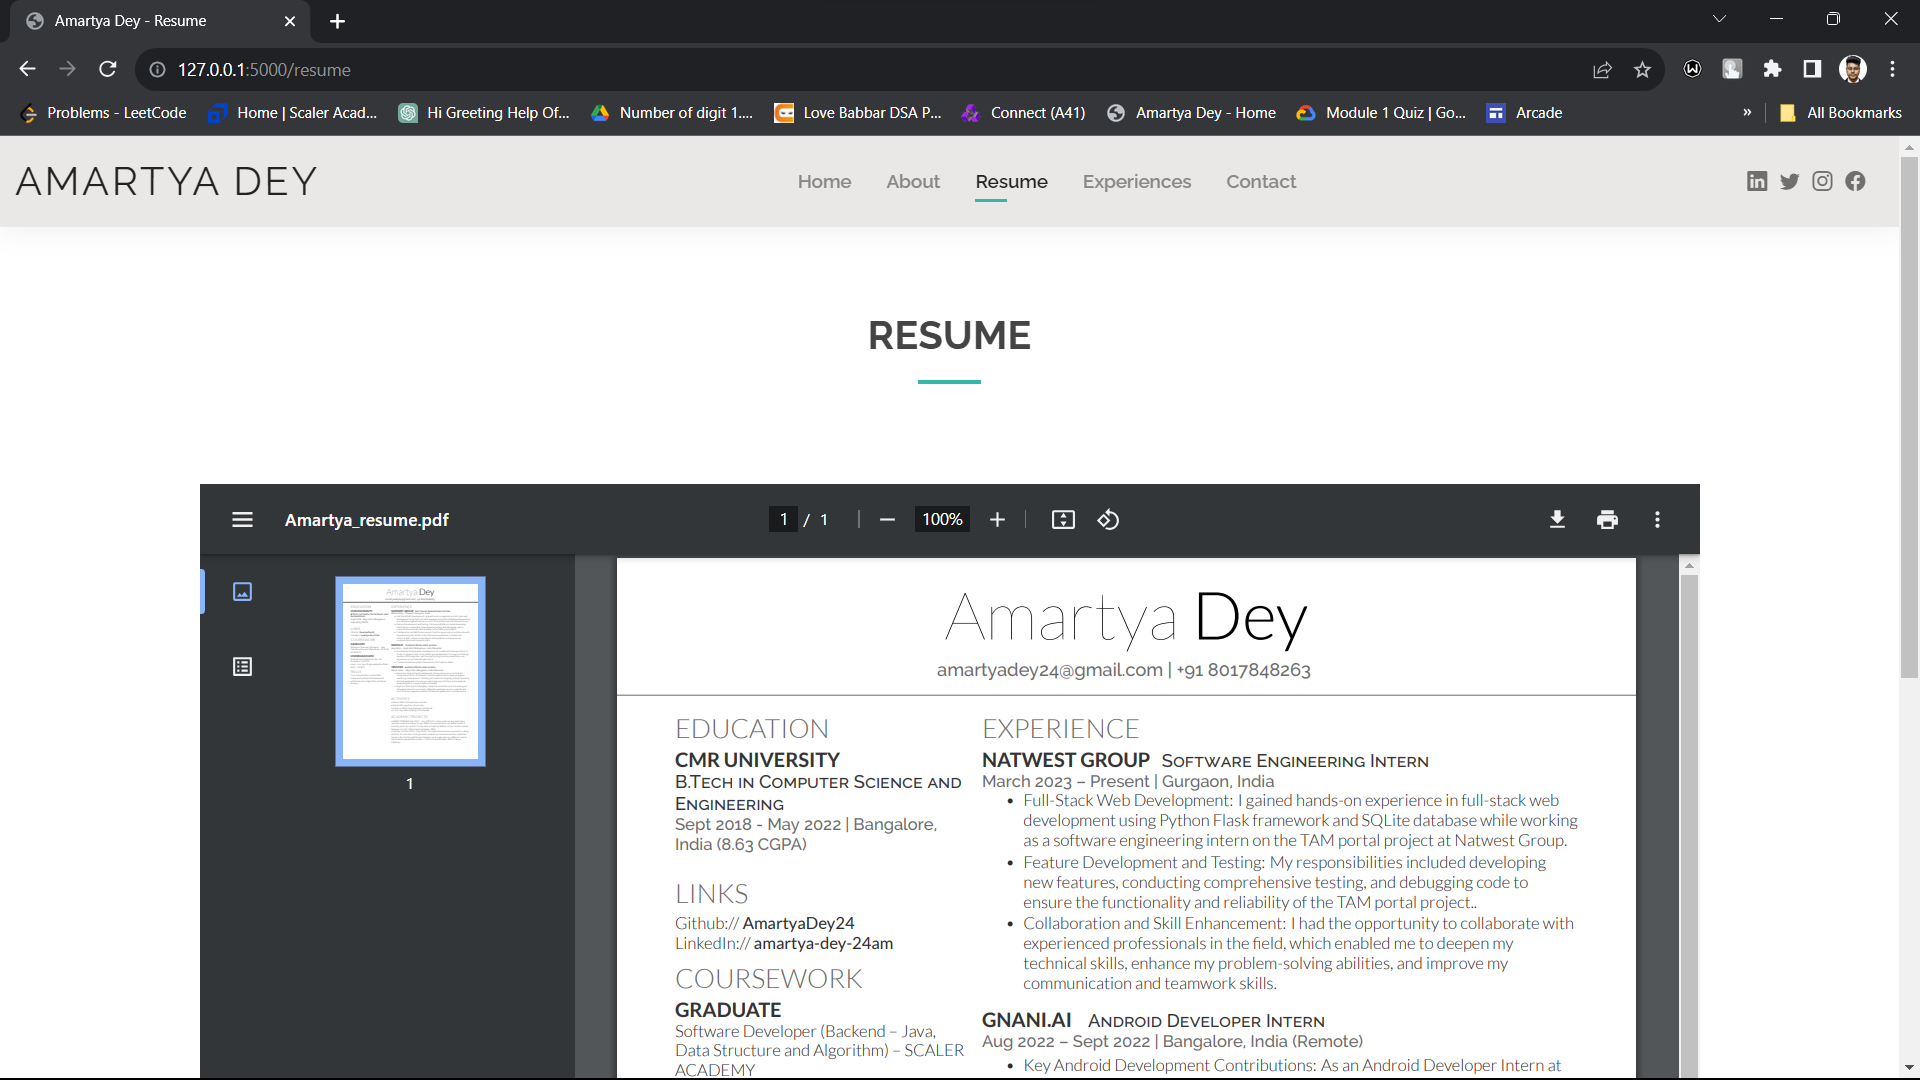 Amartya Dey - Resume
127.0.0.1:5000/resume
Problems - LeetCode
Home | Scaler Acad...
Hi Greeting Help Of...
Number of digit 1....
Love Babbar DSA P...
Connect (A41)
Amartya Dey - Home
Module 1 Quiz | Go...
Arcade
»
All Bookmarks
AMARTYA DEY
Home
About
Resume
Experiences
Contact
RESUME
Amartya_resume.pdf
1 / 1
100%
1
Amartya Dey
amartyadey24@gmail.com | +91 8017848263
EDUCATION
CMR UNIVERSITY
B.Tech in Computer Science and
Engineering
Sept 2018 - May 2022 | Bangalore,
India (8.63 CGPA)
LINKS
Github:// AmartyaDey24
LinkedIn:// amartya-dey-24am
COURSEWORK
GRADUATE
Software Developer (Backend – Java,
Data Structure and Algorithm) – SCALER
ACADEMY
EXPERIENCE
NATWEST GROUP Software Engineering Intern
March 2023 – Present | Gurgaon, India
• Full-Stack Web Development: I gained hands-on experience in full-stack web
development using Python Flask framework and SQLite database while working
as a software engineering intern on the TAM portal project at Natwest Group.
• Feature Development and Testing: My responsibilities included developing
new features, conducting comprehensive testing, and debugging code to
ensure the functionality and reliability of the TAM portal project..
• Collaboration and Skill Enhancement: I had the opportunity to collaborate with
experienced professionals in the field, which enabled me to deepen my
technical skills, enhance my problem-solving abilities, and improve my
communication and teamwork skills.
GNANI.AI Android Developer Intern
Aug 2022 – Sept 2022 | Bangalore, India (Remote)
• Key Android Development Contributions: As an Android Developer Intern at